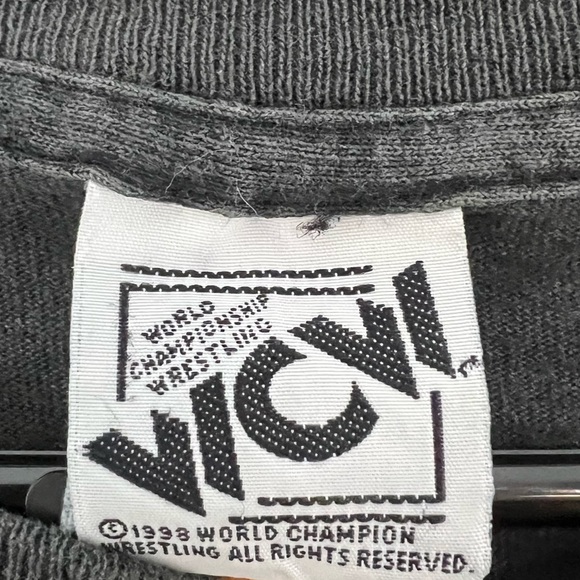 WORLD
CHAMPIONSHIP
WRESTLING
WCW
TM
©1998 WORLD CHAMPION
WRESTLING ALL RIGHTS RESERVED.